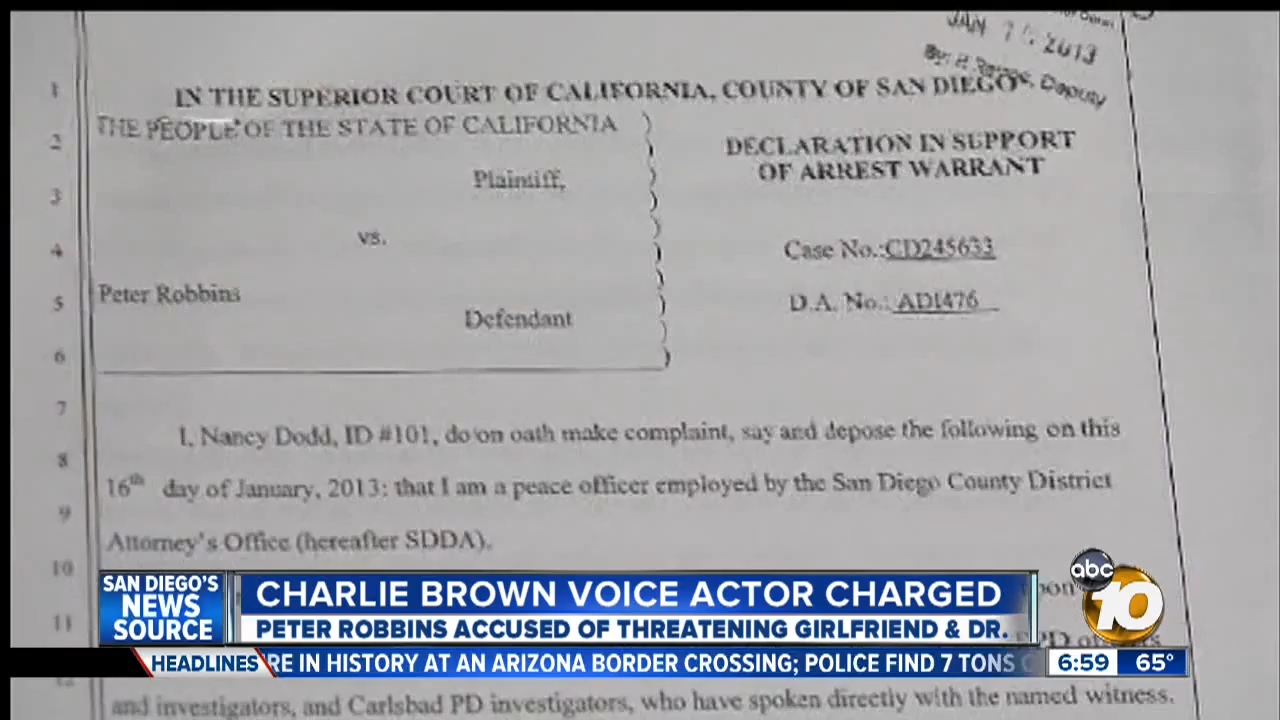 JAN 2013
Deputy
1 IN THE SUPERIOR COURT OF CALIFORNIA, COUNTY OF SAN DIEGO
2 THE PEOPLE OF THE STATE OF CALIFORNIA )
DECLARATION IN SUPPORT
OF ARREST WARRANT
3 Plaintiff, )
4 vs. )
Case No.: CD245633
5 Peter Robbins )
D.A. No.: ADI476
Defendant )
6 )
7 I, Nancy Dodd, ID #101, do on oath make complaint, say and depose the following on this
8 16th day of January, 2013: that I am a peace officer employed by the San Diego County District
9 Attorney's Office (hereafter SDDA).
10
11
and investigators, and Carlsbad PD investigators, who have spoken directly with the named witness.
SAN DIEGO'S
NEWS
SOURCE
CHARLIE BROWN VOICE ACTOR CHARGED
PETER ROBBINS ACCUSED OF THREATENING GIRLFRIEND & DR.
abc
10
HEADLINES RE IN HISTORY AT AN ARIZONA BORDER CROSSING; POLICE FIND 7 TONS
6:59 65°